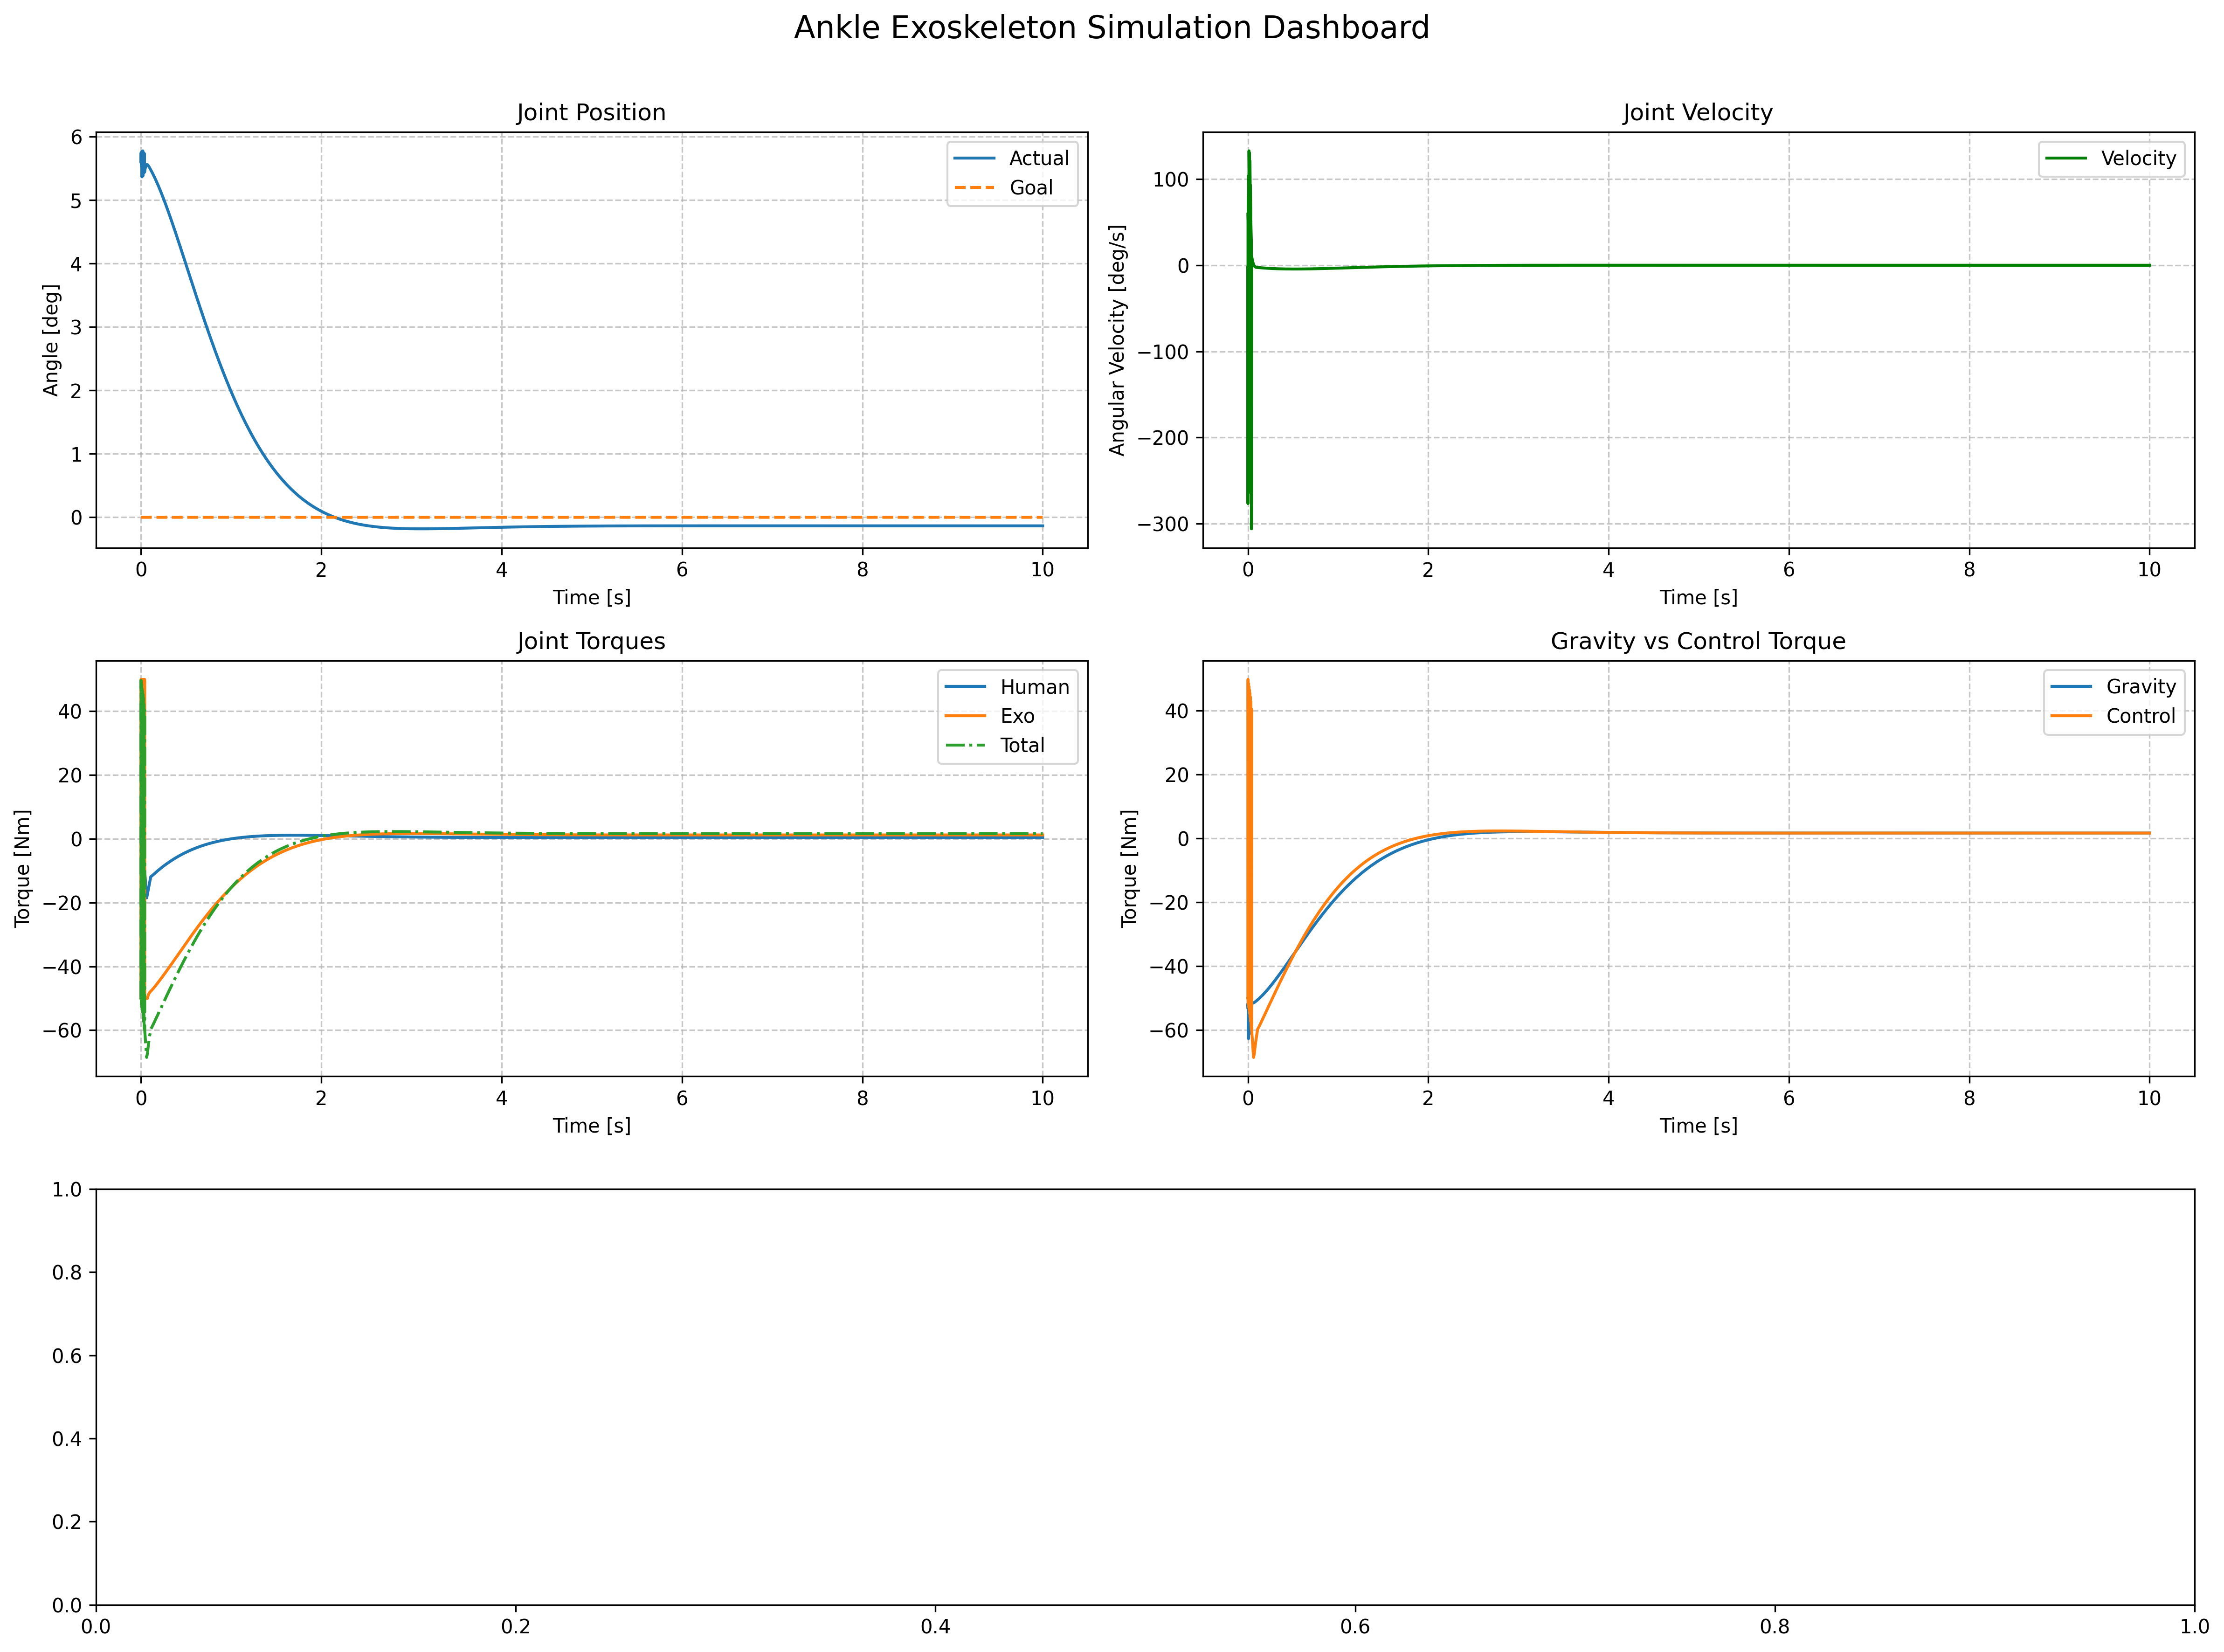 Ankle Exoskeleton Simulation Dashboard
Joint Position
Angle [deg]
6
5
4
3
2
1
0
Actual
Goal
0 2 4 6 8 10
Time [s]
Joint Velocity
Angular Velocity [deg/s]
100
0
−100
−200
−300
Velocity
0 2 4 6 8 10
Time [s]
Joint Torques
Torque [Nm]
40
20
0
−20
−40
−60
Human
Exo
Total
0 2 4 6 8 10
Time [s]
Gravity vs Control Torque
Torque [Nm]
40
20
0
−20
−40
−60
Gravity
Control
0 2 4 6 8 10
Time [s]
1.0
0.8
0.6
0.4
0.2
0.0
0.0 0.2 0.4 0.6 0.8 1.0